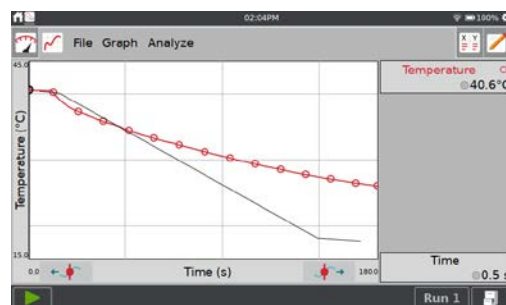 02:04PM
100%
File Graph Analyze
X Y
45.0
Temperature (°C)
15.0
0.0
Time (s)
180.0
Temperature
40.6°C
Time
0.5 s
Run 1